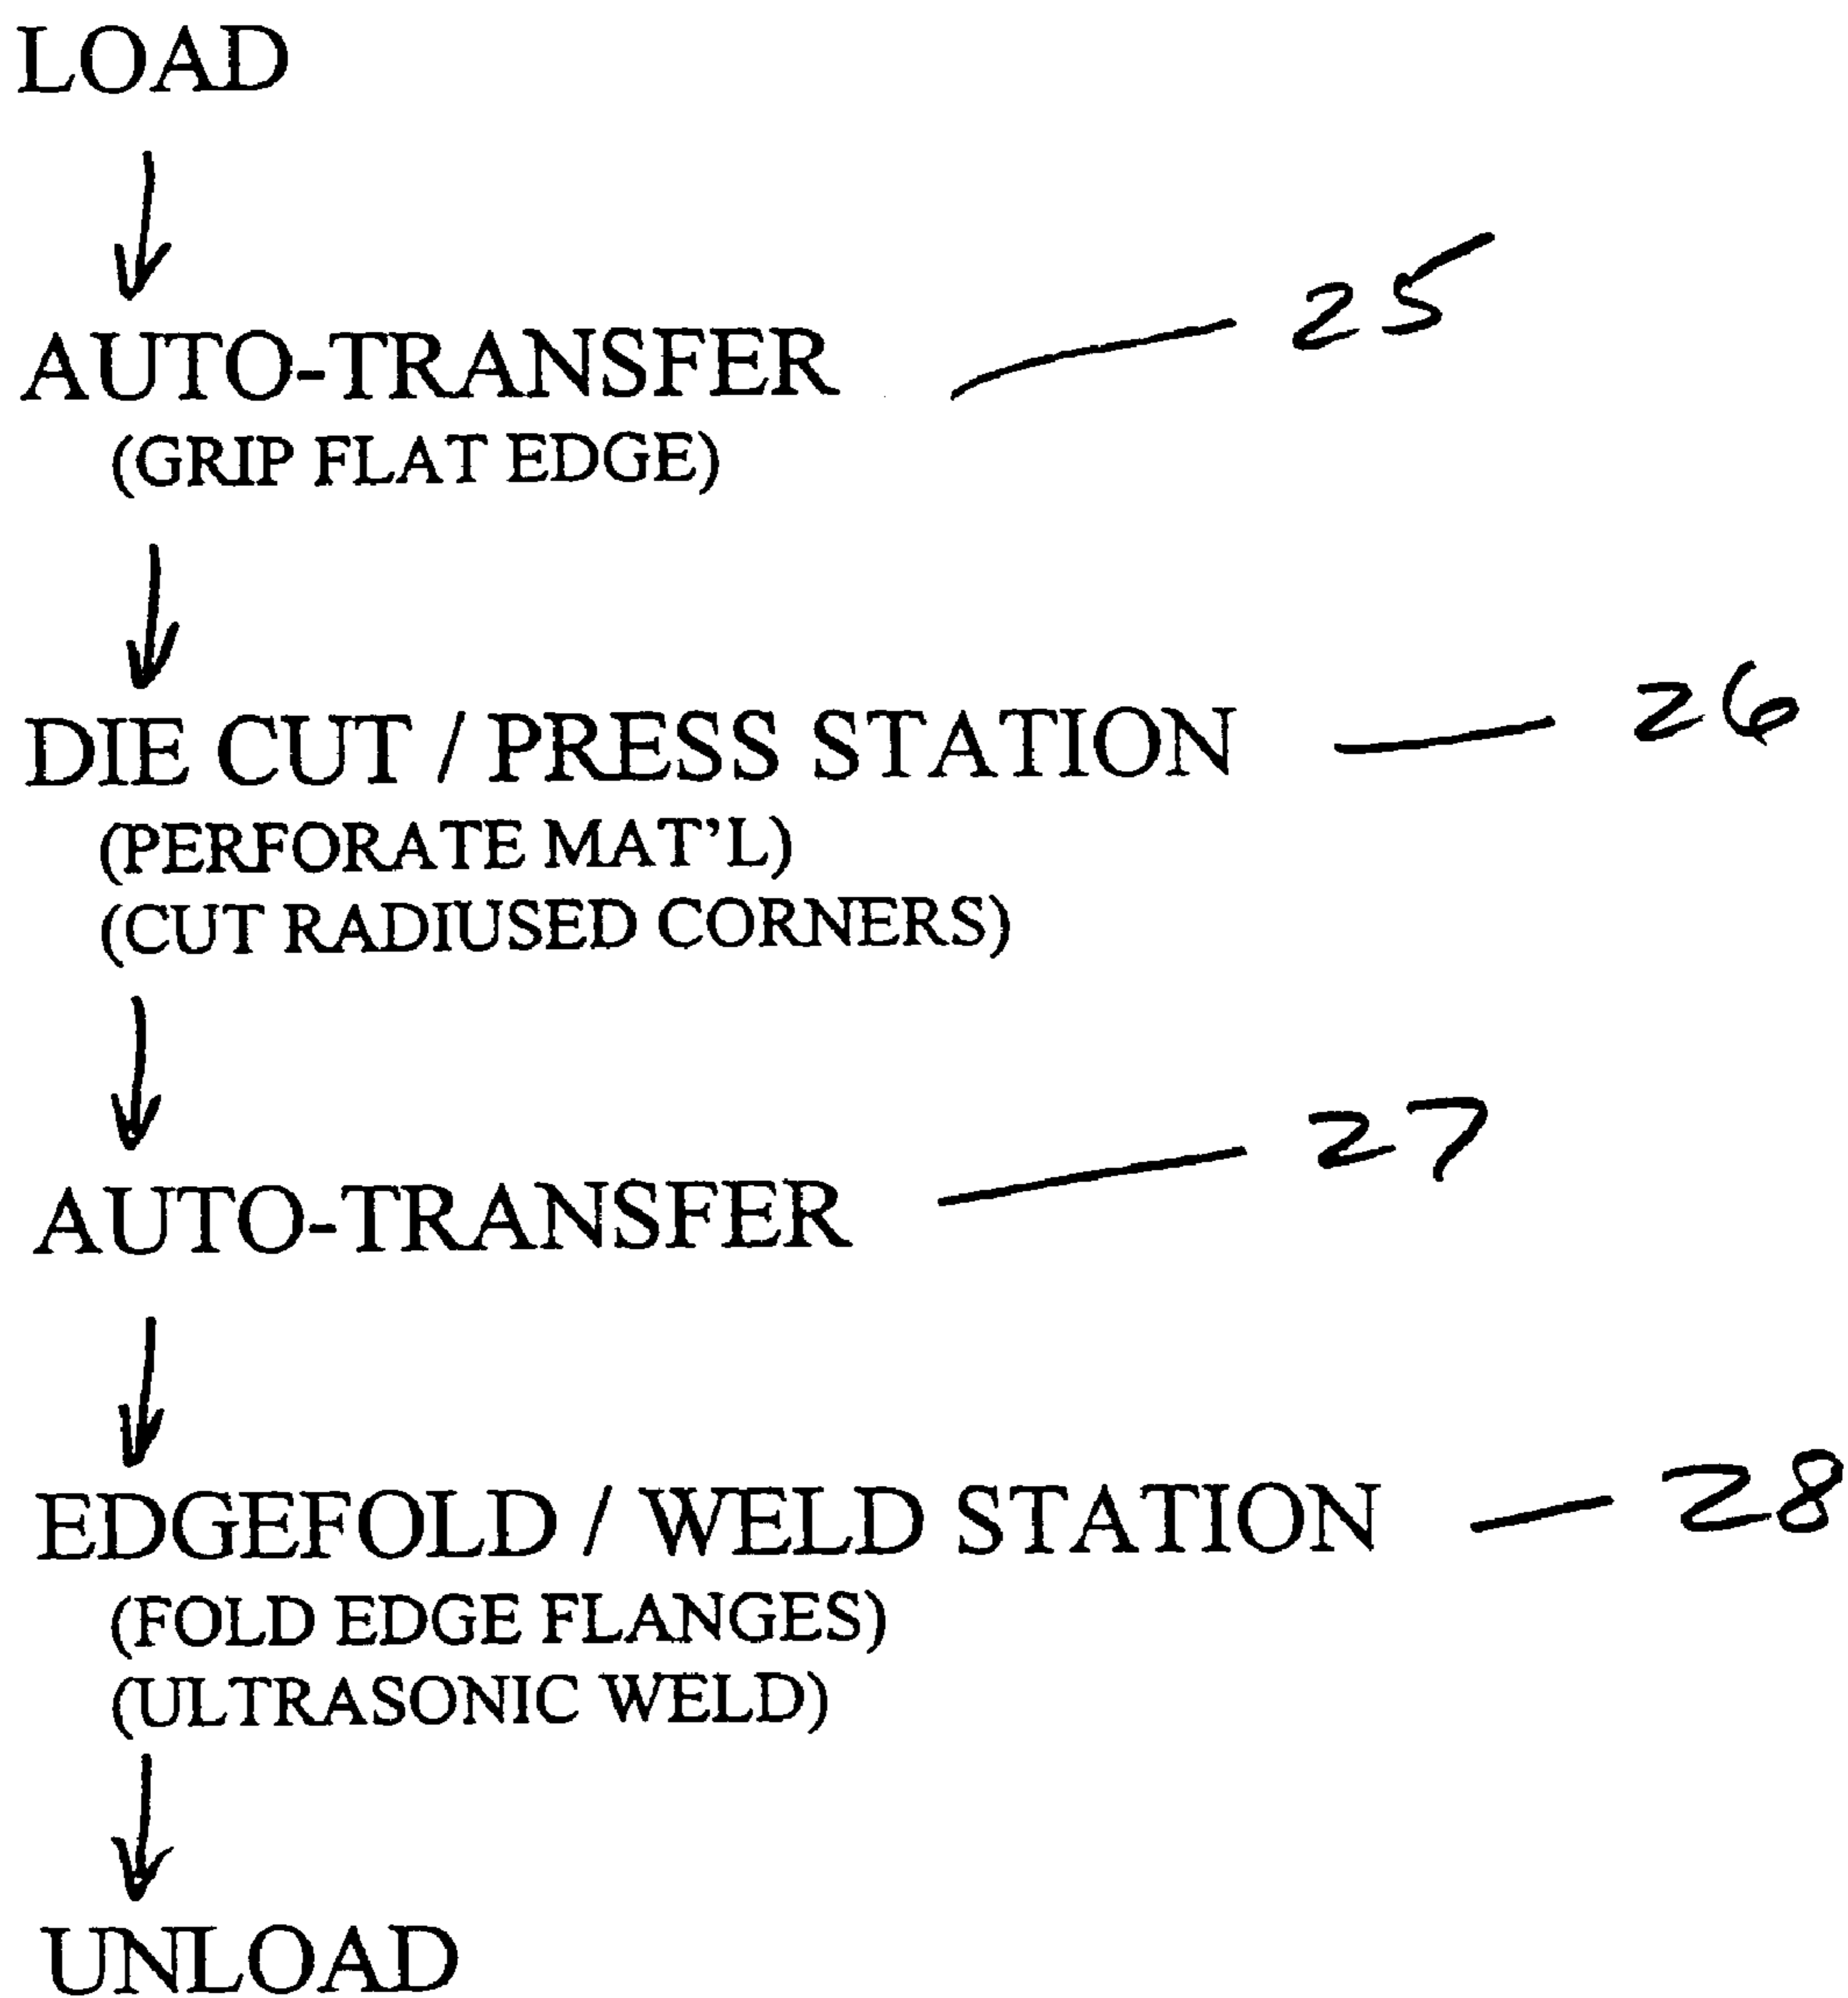 LOAD
AUTO-TRANSFER 25
(GRIP FLAT EDGE)
DIE CUT / PRESS STATION 26
(PERFORATE MAT'L)
(CUT RADIUSED CORNERS)
AUTO-TRANSFER 27
EDGEFOLD / WELD STATION 28
(FOLD EDGE FLANGES)
(ULTRASONIC WELD)
UNLOAD